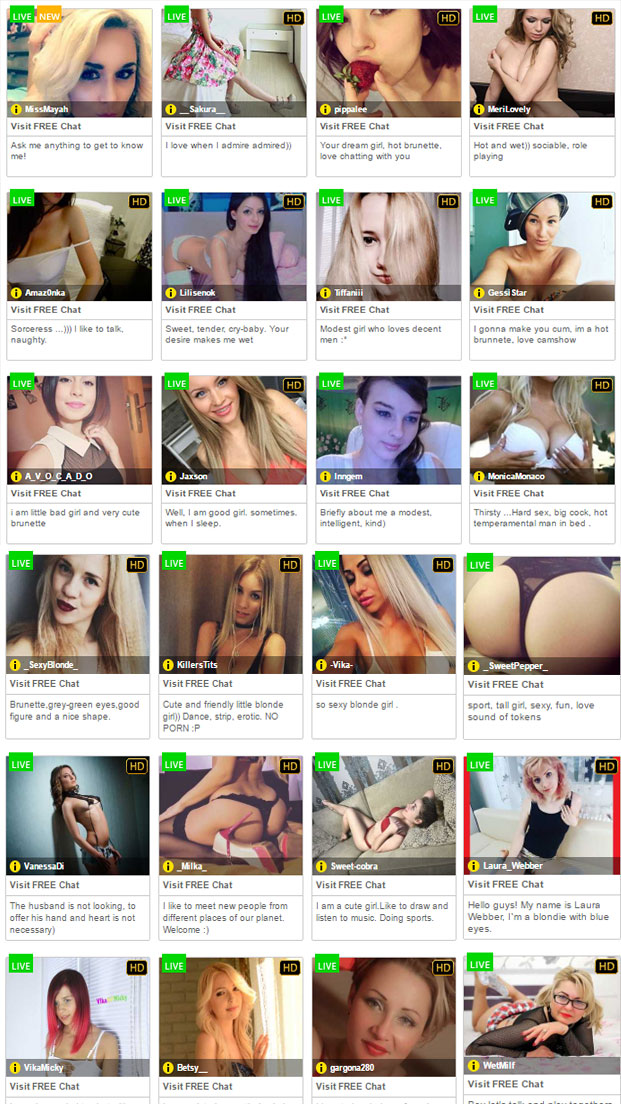 LIVE NEW
HD
MissMayah
Visit FREE Chat
Ask me anything to get to know
me!
LIVE HD
__Sakura__
Visit FREE Chat
I love when I admire admired))
LIVE HD
pippalee
Visit FREE Chat
Your dream girl, hot brunette,
love chatting with you
LIVE HD
MeriLovely
Visit FREE Chat
Hot and wet)) sociable, role
playing
LIVE HD
Amaz0nka
Visit FREE Chat
Sorceress ...))) I like to talk,
naughty.
LIVE HD
Lilisenok
Visit FREE Chat
Sweet, tender, cry-baby. Your
desire makes me wet
LIVE HD
Tiffaniii
Visit FREE Chat
Modest girl who loves decent
men :*
LIVE HD
GessiStar
Visit FREE Chat
I gonna make you cum, im a hot
brunnete, love camshow
LIVE
A_V_O_C_A_D_O
Visit FREE Chat
i am little bad girl and very cute
brunette
LIVE HD
Jaxson
Visit FREE Chat
Well, I am good girl. sometimes.
when I sleep.
LIVE
Inngem
Visit FREE Chat
Briefly about me a modest,
intelligent, kind)
LIVE HD
MonicaMonaco
Visit FREE Chat
Thirsty ...Hard sex, big cock, hot
temperamental man in bed .
LIVE HD
_SexyBlonde_
Visit FREE Chat
Brunette,grey-green eyes,good
figure and a nice shape.
LIVE HD
KillersTits
Visit FREE Chat
Cute and friendly little blonde
girl)) Dance, strip, erotic. NO
PORN :P
LIVE HD
-Vika-
Visit FREE Chat
so sexy blonde girl .
LIVE
_SweetPepper_
Visit FREE Chat
sport, tall girl, sexy, fun, love
sound of tokens
LIVE HD
VanessaDi
Visit FREE Chat
The husband is not looking, to
offer his hand and heart is not
necessary)
LIVE HD
_Milka_
Visit FREE Chat
I like to meet new people from
different places of our planet.
Welcome :)
LIVE HD
Sweet-cobra
Visit FREE Chat
I am a cute girl.Like to draw and
listen to music. Doing sports.
LIVE HD
Laura_Webber
Visit FREE Chat
Hello guys! My name is Laura
Webber, I'm a blondie with blue
eyes.
LIVE HD
VikaMicky
Visit FREE Chat
LIVE HD
Betsy__
Visit FREE Chat
LIVE HD
gargona280
Visit FREE Chat
LIVE HD
WetMilf
Visit FREE Chat